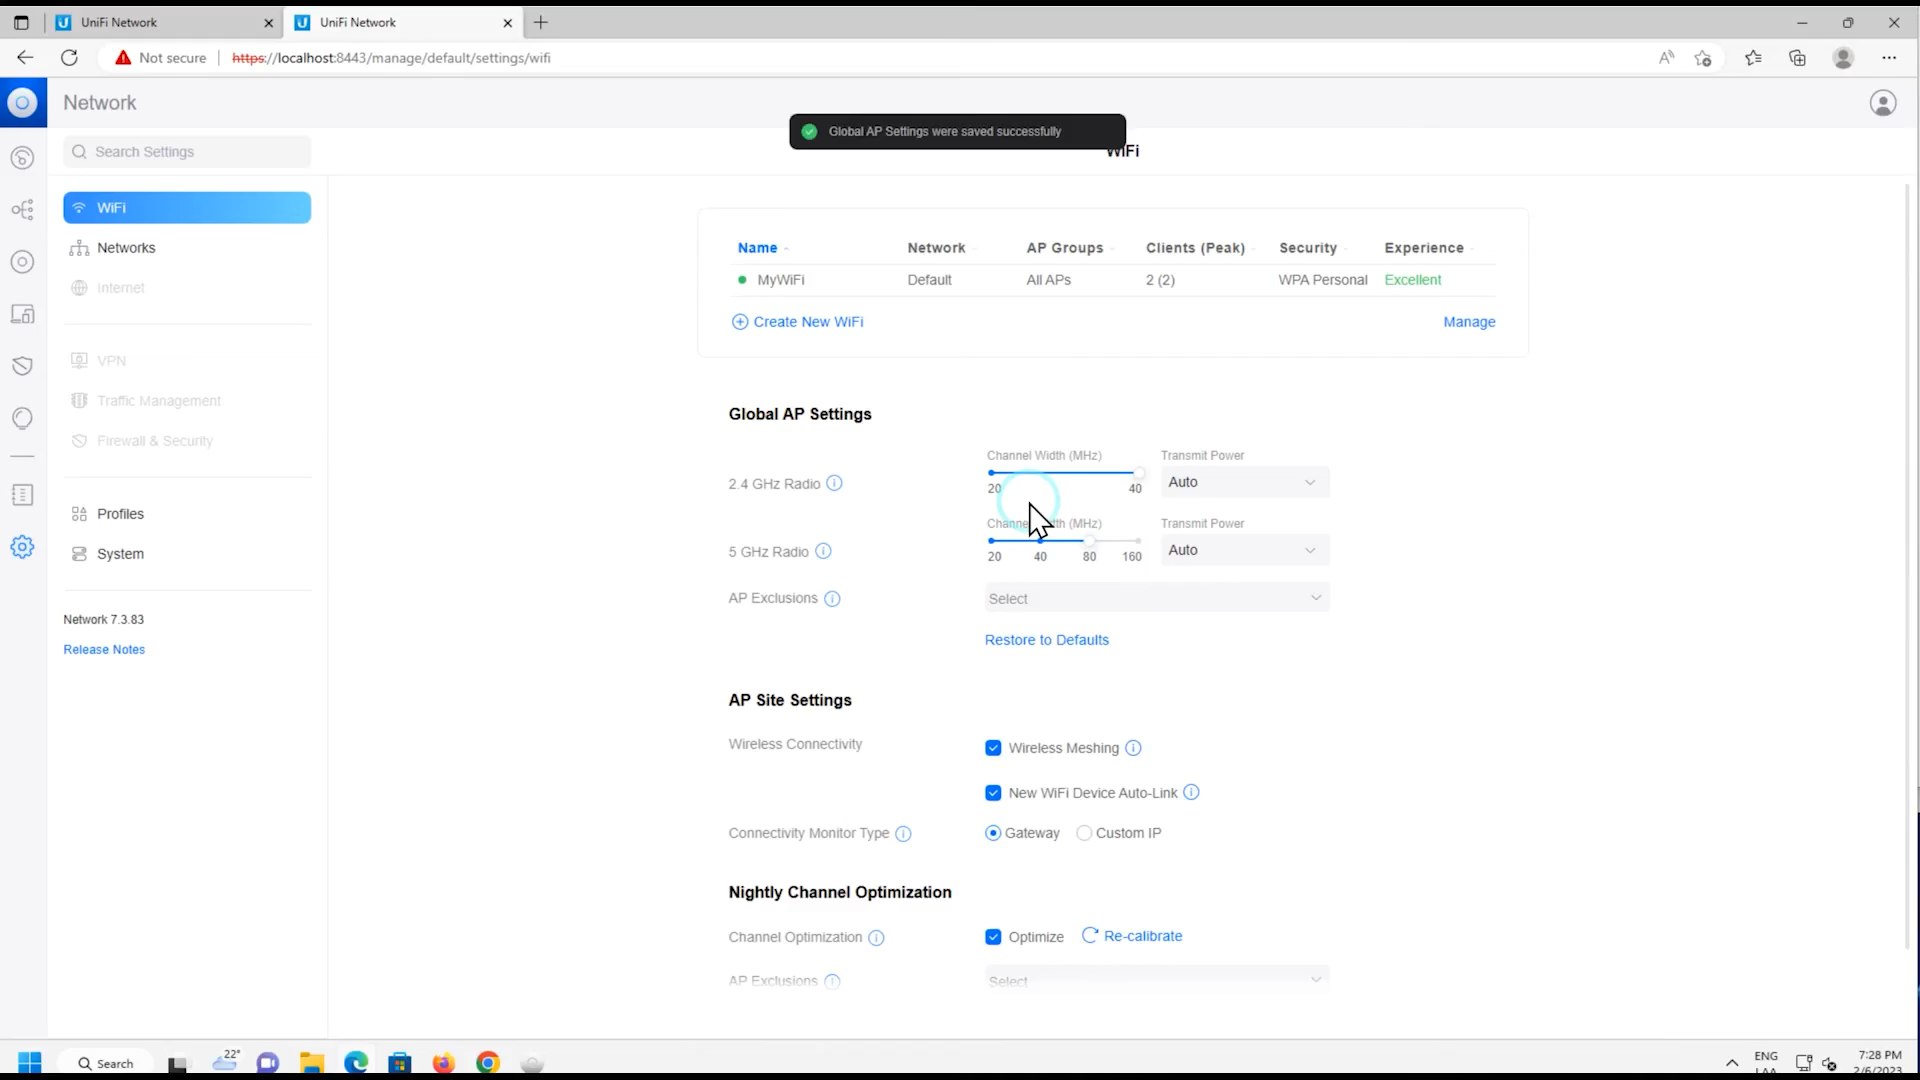 UniFi Network
UniFi Network
Not secure
https://localhost:8443/manage/default/settings/wifi
Network
Global AP Settings were saved successfully
Search Settings
WiFi
WiFi
Networks
Internet
VPN
Traffic Management
Firewall & Security
Profiles
System
Network 7.3.83
Release Notes
Name Network AP Groups Clients (Peak) Security Experience
MyWiFi Default All APs 2 (2) WPA Personal Excellent
Create New WiFi Manage
Global AP Settings
Channel Width (MHz) Transmit Power
2.4 GHz Radio Auto
20 40
(MHz) Transmit Power
5 GHz Radio Auto
20 40 80 160
AP Exclusions Select
Restore to Defaults
AP Site Settings
Wireless Connectivity Wireless Meshing
New WiFi Device Auto-Link
Connectivity Monitor Type Gateway Custom IP
Nightly Channel Optimization
Channel Optimization Optimize Re-calibrate
AP Exclusions Select
22°
Search
ENG
LAA
7:28 PM
2/6/2023